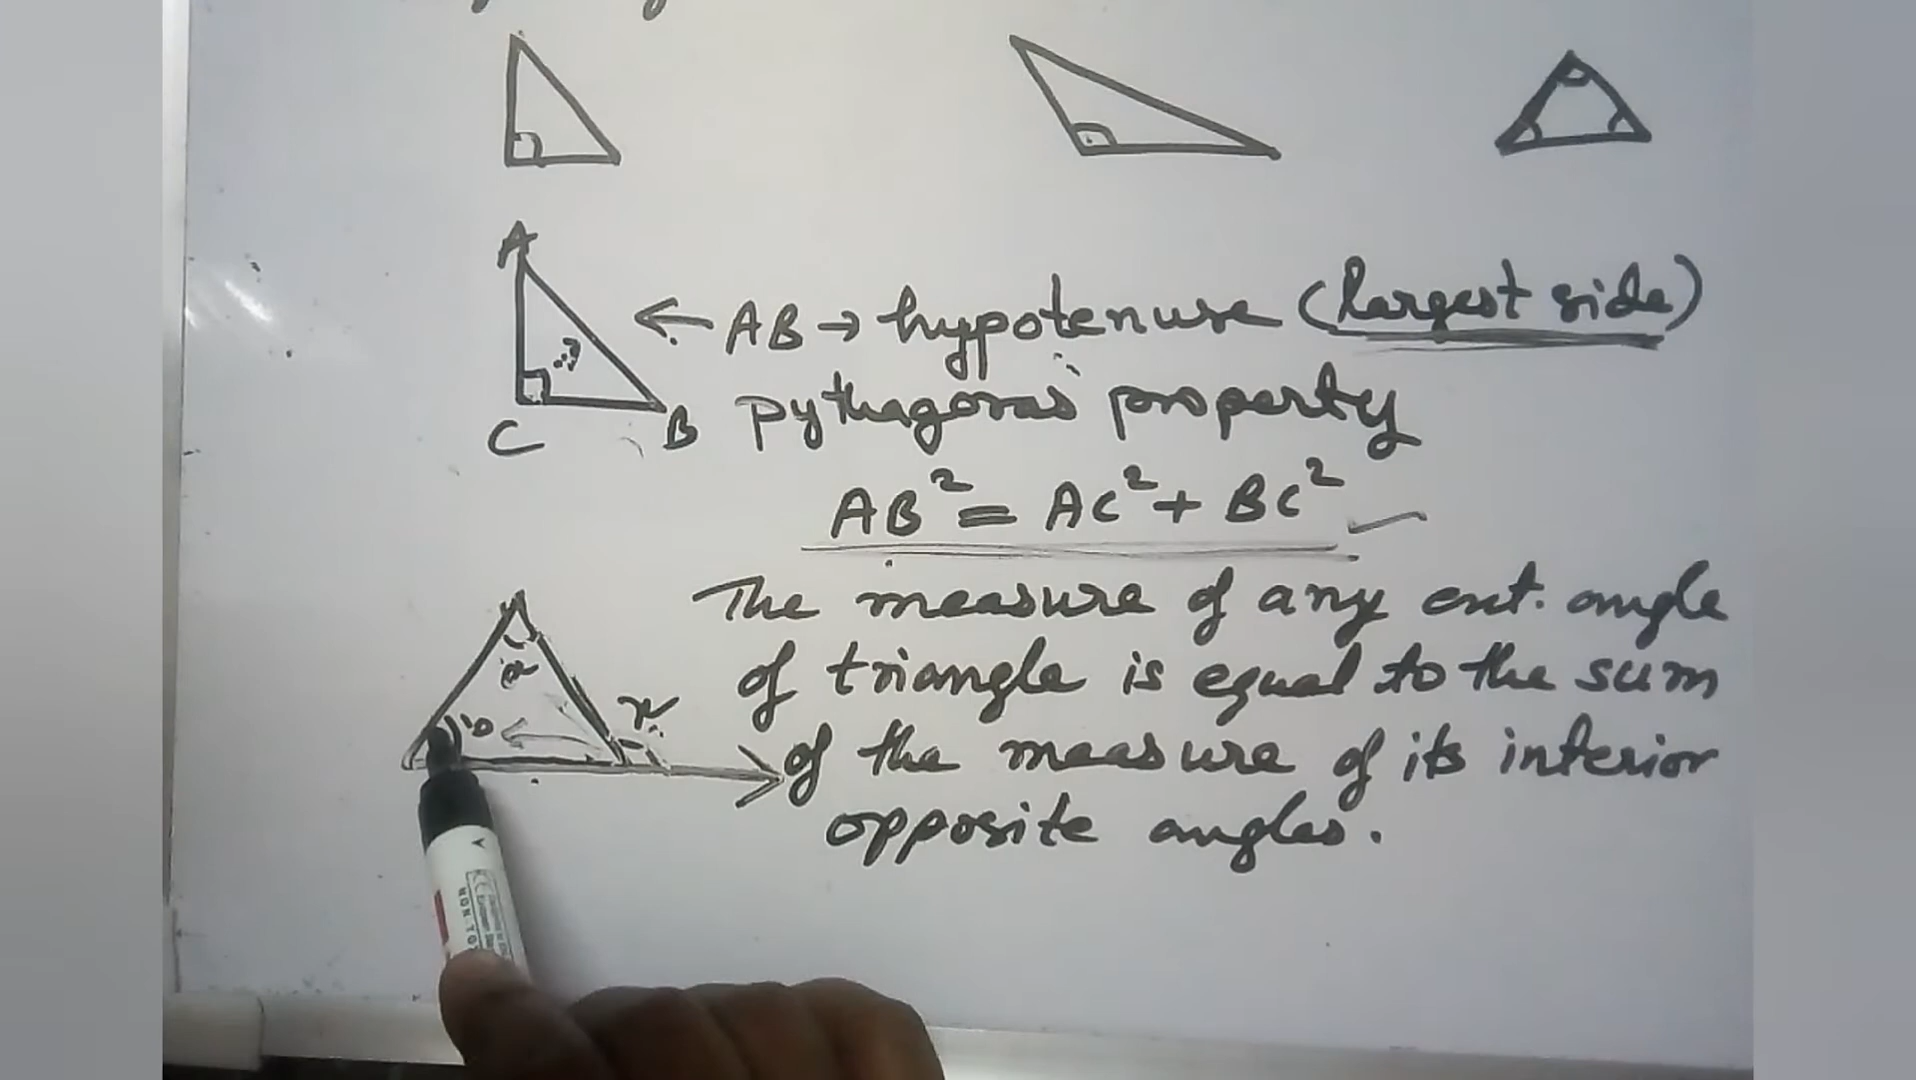 A
← AB → hypotenuse (largest side)
C
B
pythagoras property
AB² = AC² + BC²
The measure of any ext. angle
of triangle is equal to the sum
of the measure of its interior
opposite angles.
a
b
x